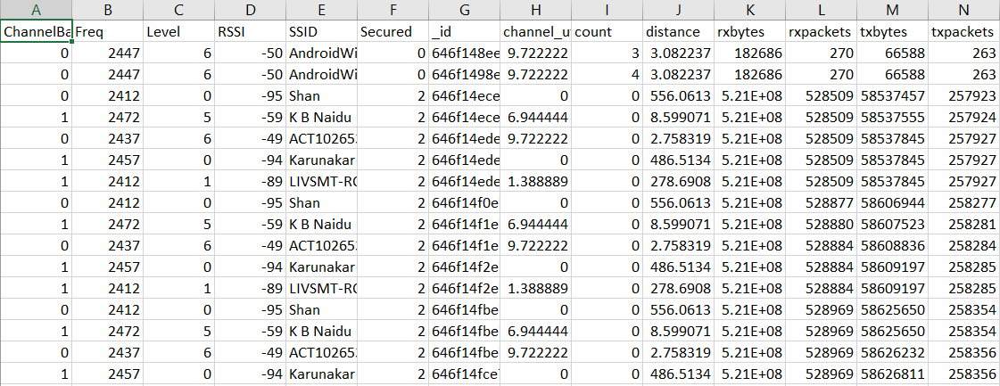 A B C D E F G H I J K L M N
ChannelBa Freq Level RSSI SSID Secured _id channel_u count distance rxbytes rxpackets txbytes txpackets
0 2447 6 -50 AndroidWi 0 646f148ee 9.722222 3 3.082237 182686 270 66588 263
0 2447 6 -50 AndroidWi 0 646f1498e 9.722222 4 3.082237 182686 270 66588 263
0 2412 0 -95 Shan 2 646f14ece 0 0 556.0613 5.21E+08 528509 58537457 257923
1 2472 5 -59 K B Naidu 2 646f14ece 6.944444 0 8.599071 5.21E+08 528509 58537555 257924
0 2437 6 -49 ACT10265 2 646f14ede 9.722222 0 2.758319 5.21E+08 528509 58537845 257927
1 2457 0 -94 Karunakar 2 646f14ede 0 0 486.5134 5.21E+08 528509 58537845 257927
1 2412 1 -89 LIVSMT-R 2 646f14ede 1.388889 0 278.6908 5.21E+08 528509 58537845 257927
0 2412 0 -95 Shan 2 646f14f0e 0 0 556.0613 5.21E+08 528877 58606944 258277
1 2472 5 -59 K B Naidu 2 646f14f1e 6.944444 0 8.599071 5.21E+08 528880 58607523 258281
0 2437 6 -49 ACT10265 2 646f14f1e 9.722222 0 2.758319 5.21E+08 528884 58608836 258284
1 2457 0 -94 Karunakar 2 646f14f2e 0 0 486.5134 5.21E+08 528884 58609197 258285
1 2412 1 -89 LIVSMT-R 2 646f14f2e 1.388889 0 278.6908 5.21E+08 528884 58609197 258285
0 2412 0 -95 Shan 2 646f14fbe 0 0 556.0613 5.21E+08 528969 58625650 258354
1 2472 5 -59 K B Naidu 2 646f14fbe 6.944444 0 8.599071 5.21E+08 528969 58625650 258354
0 2437 6 -49 ACT10265 2 646f14fbe 9.722222 0 2.758319 5.21E+08 528969 58626232 258356
1 2457 0 -94 Karunakar 2 646f14fce 0 0 486.5134 5.21E+08 528969 58626811 258356